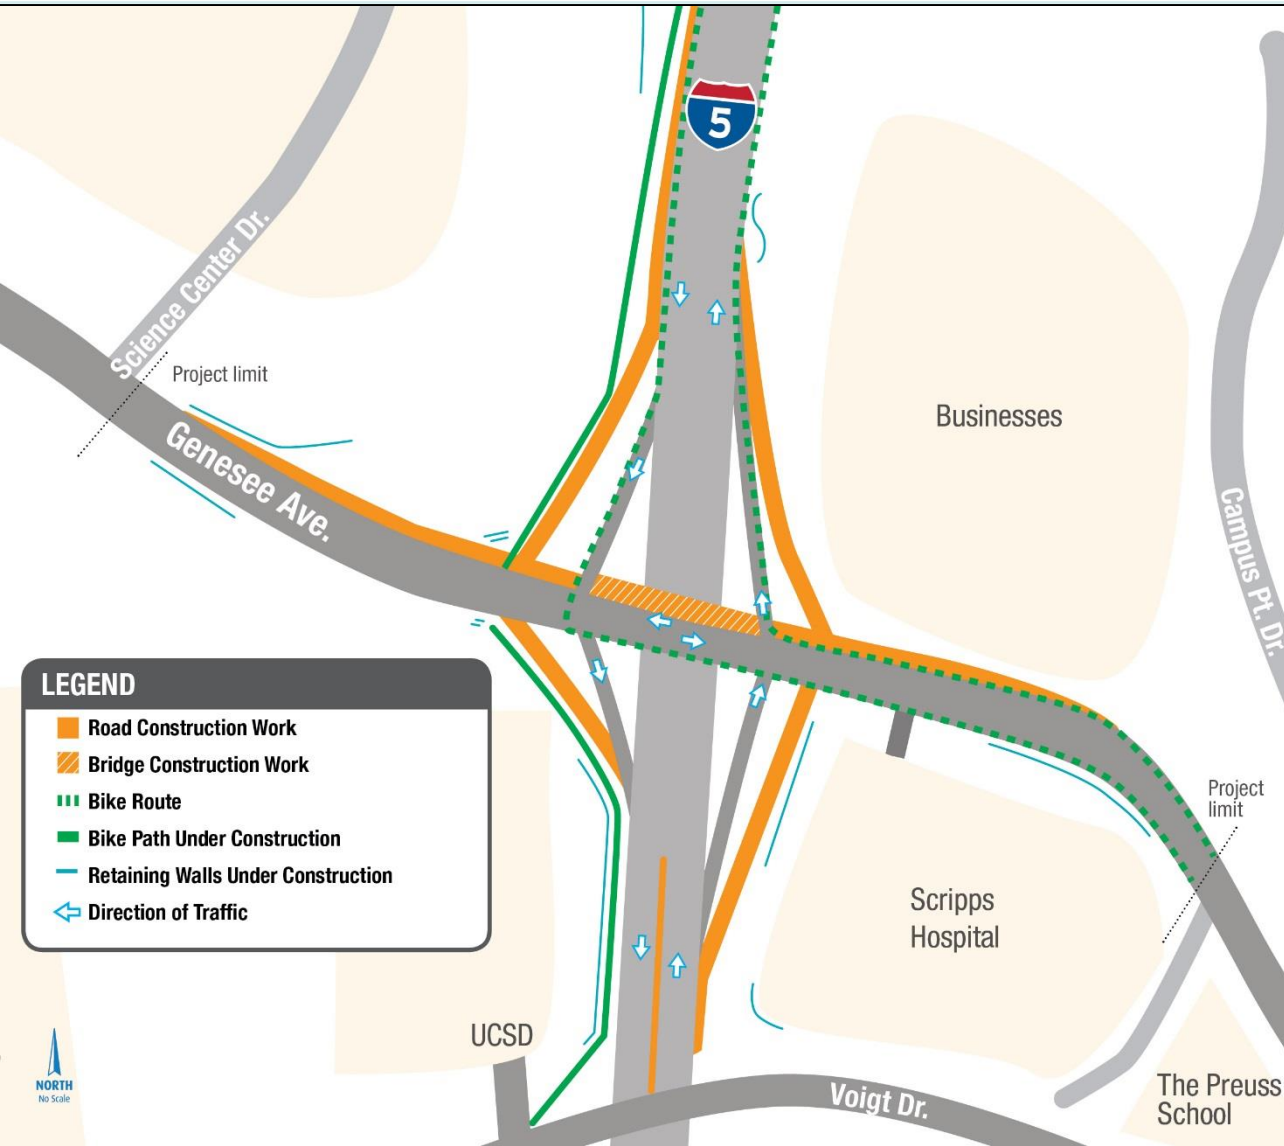 5
Science Center Dr.
Project limit
Genesee Ave.
Businesses
Campus Pt. Dr.
LEGEND
Road Construction Work
Bridge Construction Work
Bike Route
Bike Path Under Construction
Retaining Walls Under Construction
Direction of Traffic
Project
limit
Scripps
Hospital
UCSD
NORTH
No Scale
Voigt Dr.
The Preuss
School